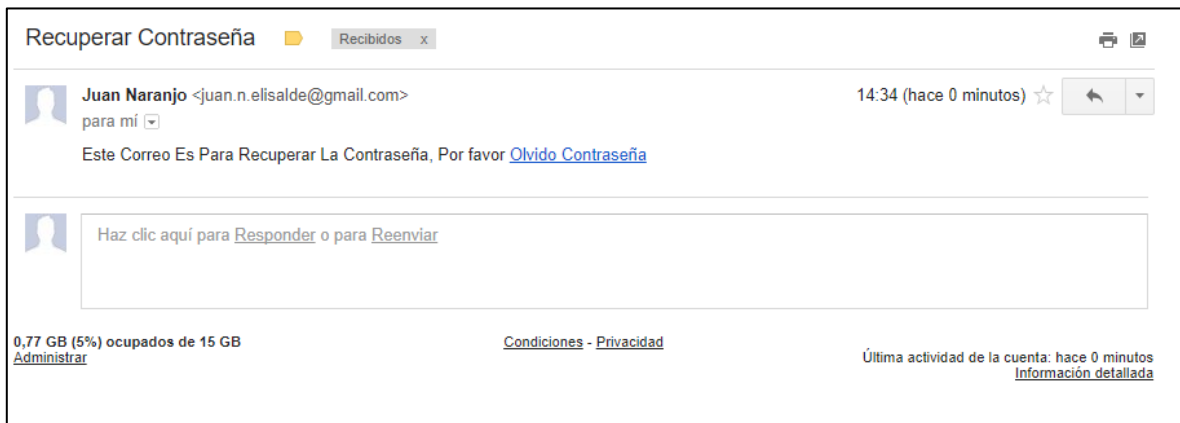 Recuperar Contraseña Recibidos x
Juan Naranjo <juan.n.elisalde@gmail.com> 14:34 (hace 0 minutos)
para mí
Este Correo Es Para Recuperar La Contraseña, Por favor Olvido Contraseña
Haz clic aquí para Responder o para Reenviar
0,77 GB (5%) ocupados de 15 GB
Administrar
Condiciones - Privacidad
Última actividad de la cuenta: hace 0 minutos
Información detallada